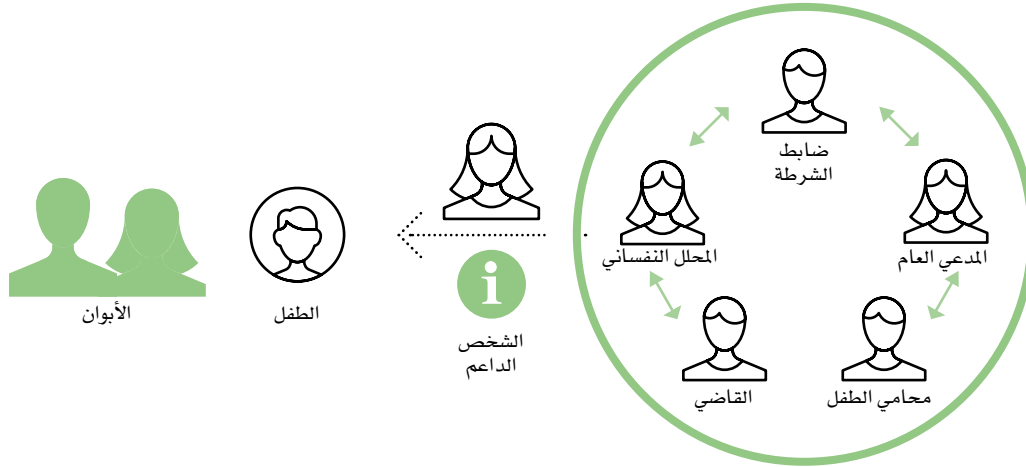 ضابط
الشرطة
المدعي العام
المحلل النفساني
محامي الطفل
القاضي
i
الشخص
الداعم
الطفل
الأبوان